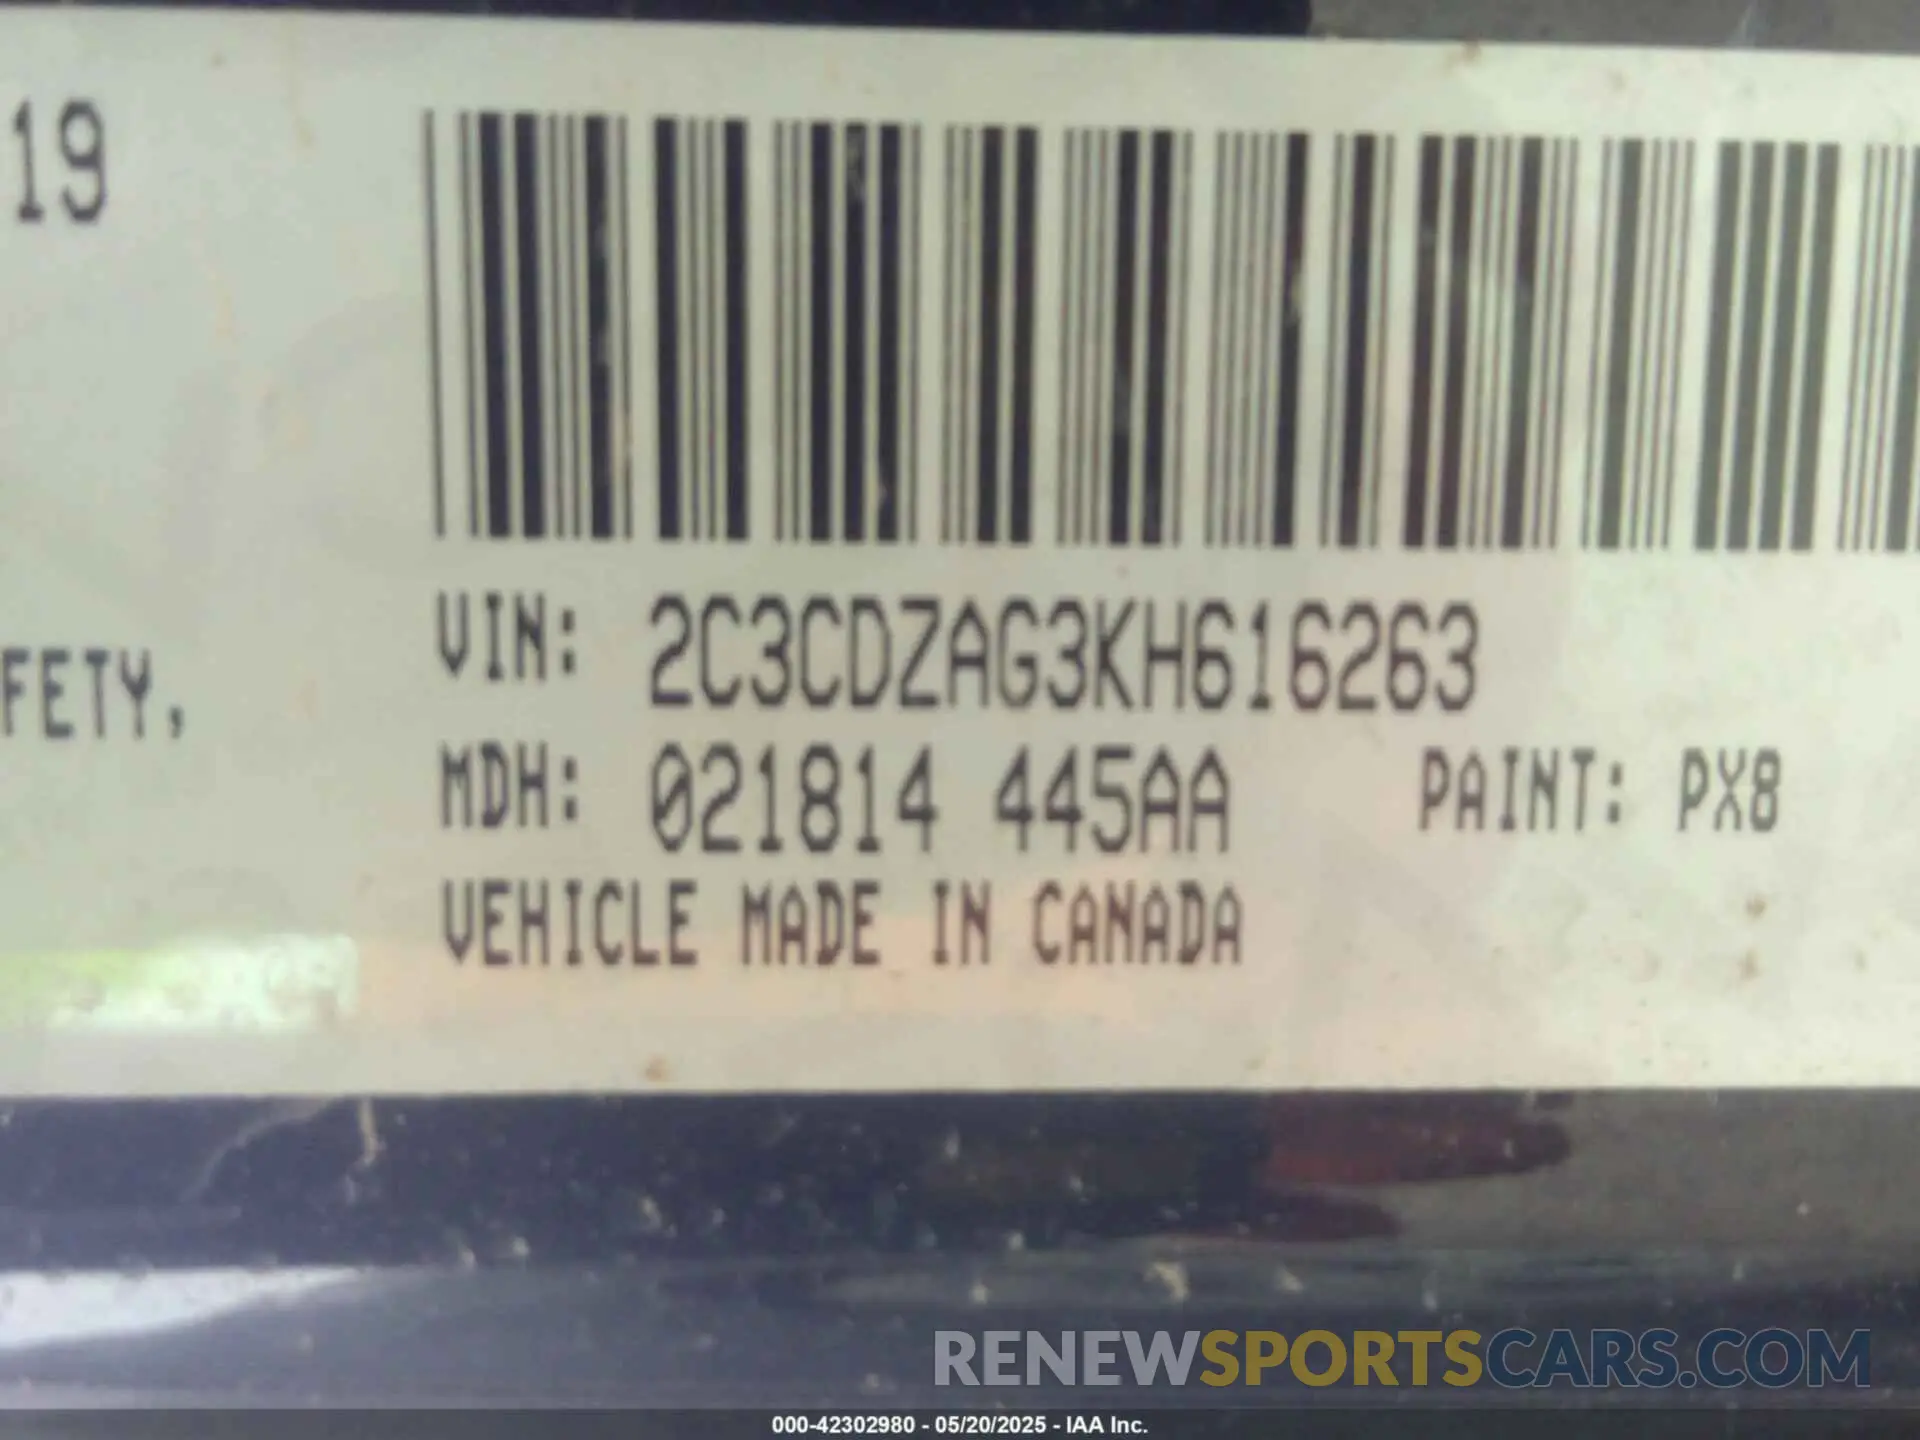 19
VIN: 2C3CDZAG3KH616263
FETY,
MDH: 021814 445AA PAINT: PX8
VEHICLE MADE IN CANADA
RENEWSPORTSCARS.COM
000-42302980 - 05/20/2025 - IAA Inc.